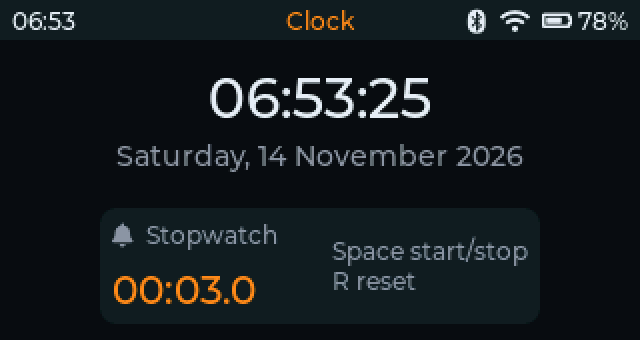 06:53 Clock 78%
06:53:25
Saturday, 14 November 2026
Stopwatch
00:03.0
Space start/stop
R reset